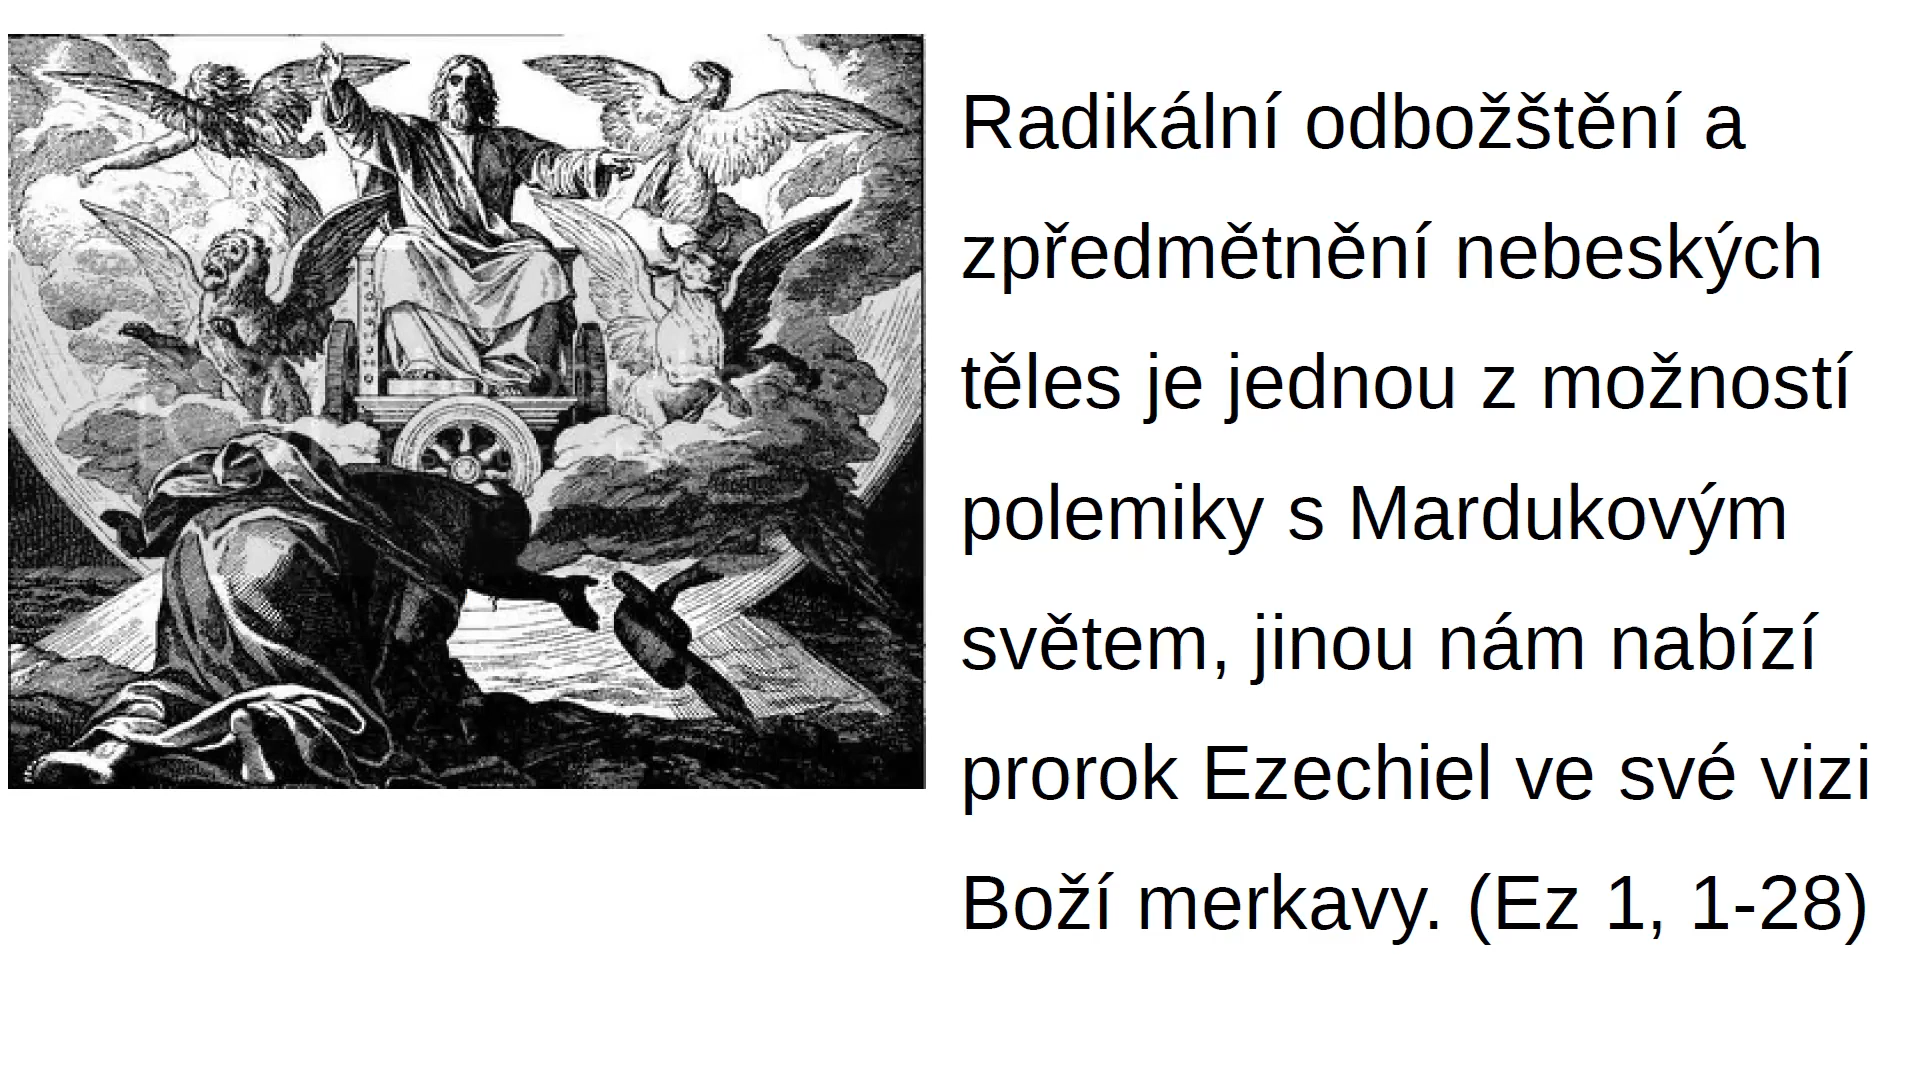 Radikální odbožštění a
zpředmětnění nebeských
těles je jednou z možností
polemiky s Mardukovým
světem, jinou nám nabízí
prorok Ezechiel ve své vizi
Boží merkavy. (Ez 1, 1-28)